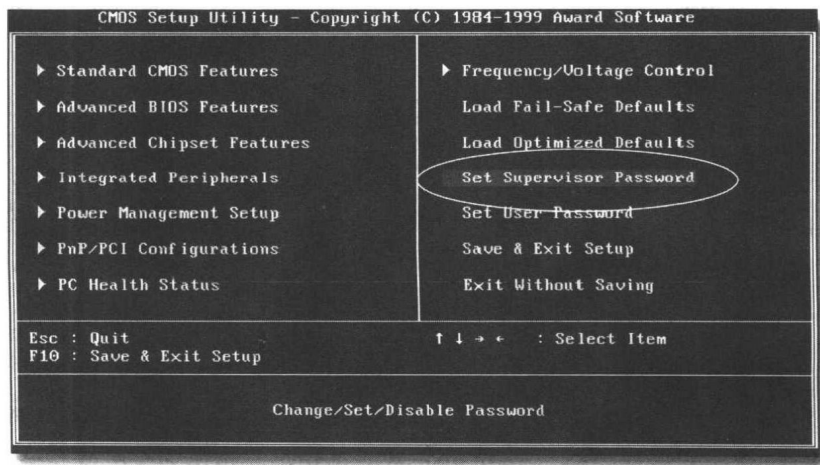 CMOS Setup Utility - Copyright (C) 1984-1999 Award Software
▶ Standard CMOS Features
▶ Advanced BIOS Features
▶ Advanced Chipset Features
▶ Integrated Peripherals
▶ Power Management Setup
▶ PnP/PCI Configurations
▶ PC Health Status
▶ Frequency/Voltage Control
Load Fail-Safe Defaults
Load Optimized Defaults
Set Supervisor Password
Set User Password
Save & Exit Setup
Exit Without Saving
Esc : Quit
F10 : Save & Exit Setup
↑ ↓ → ← : Select Item
Change/Set/Disable Password